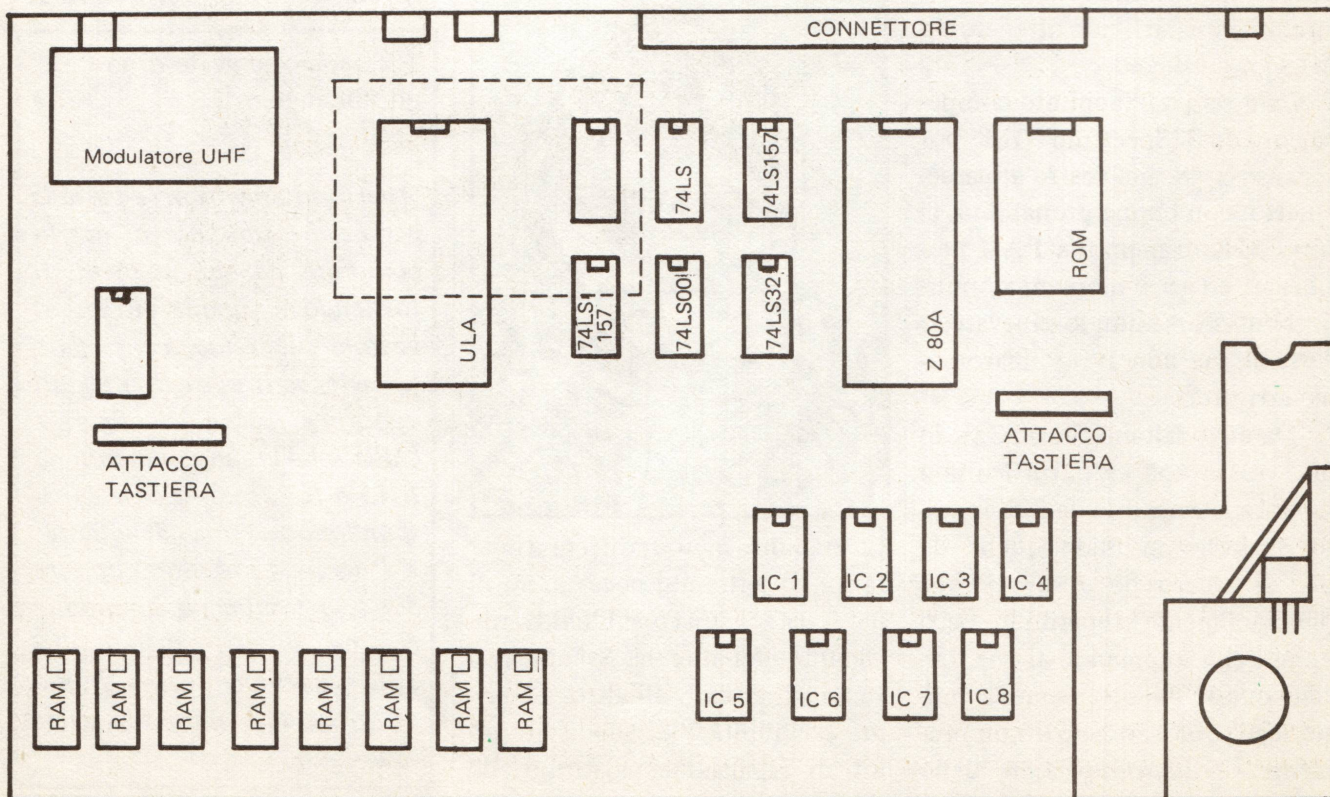 CONNETTORE
Modulatore UHF
ULA
74LS
74LS157
74LS
157
74LS00
74LS32
Z 80A
ROM
ATTACCO
TASTIERA
ATTACCO
TASTIERA
IC 1
IC 2
IC 3
IC 4
IC 5
IC 6
IC 7
IC 8
RAM
RAM
RAM
RAM
RAM
RAM
RAM
RAM